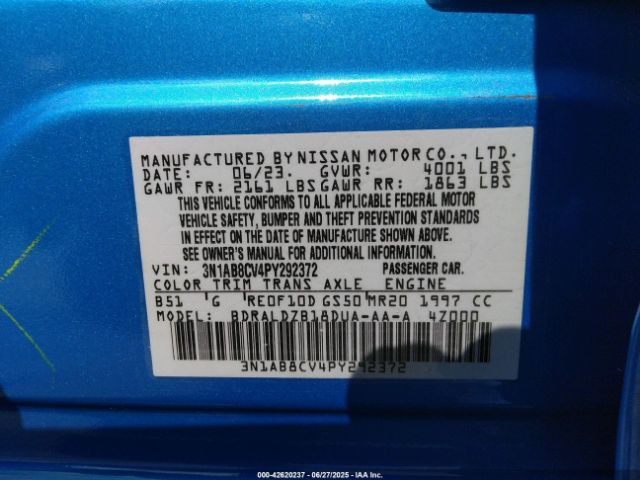 MANUFACTURED BY NISSAN MOTOR CO., LTD.
DATE: 06/23. GVWR: 4001 LBS
GAWR FR: 2161 LBS GAWR RR: 1863 LBS
THIS VEHICLE CONFORMS TO ALL APPLICABLE FEDERAL MOTOR
VEHICLE SAFETY, BUMPER AND THEFT PREVENTION STANDARDS
IN EFFECT ON THE DATE OF MANUFACTURE SHOWN ABOVE.
SEE OWNER'S MANUAL FOR ADDITIONAL INFORMATION.
VIN: 3N1AB8CV4PY292372 PASSENGER CAR.
COLOR TRIM TRANS AXLE ENGINE
B51 'G 'RE0F10D GS50'MR20 1997 CC
MODEL: BDRALDZB18DUA-AA-A 4Z000
3N1AB8CV4PY292372
000-42620237 - 06/27/2025 - IAA, Inc.